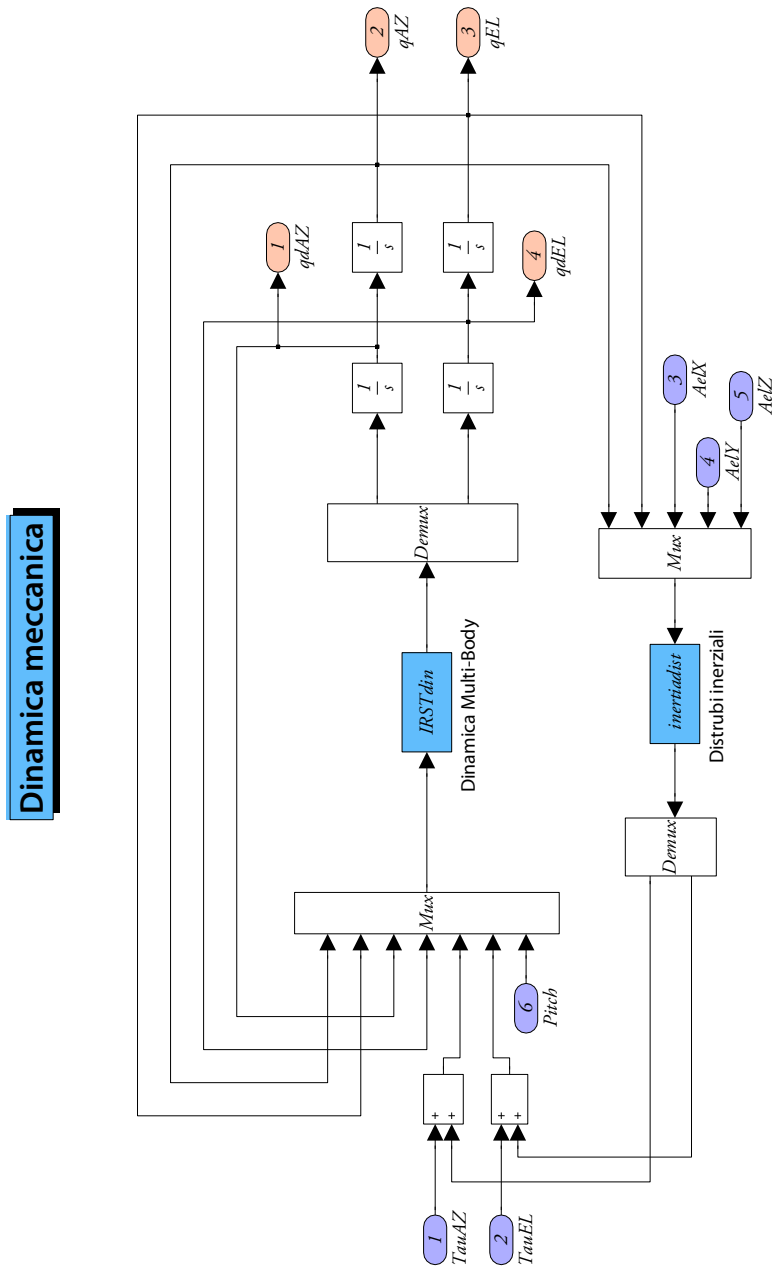 Dinamica meccanica
1
TauAZ
2
TauEL
+
+
+
+
6
Pitch
Mux
IRSTdin
Dinamica Multi-Body
Demux
1
s
1
s
1
s
1
s
1
qdAZ
2
qAZ
3
qEL
4
qdEL
Demux
inertiadist
Distrubi inerziali
Mux
3
AelX
4
AelY
5
AelZ